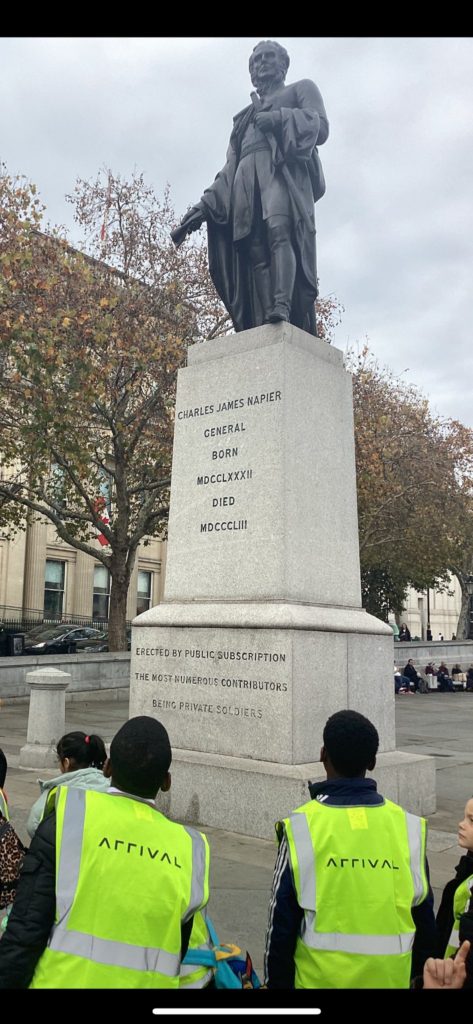 CHARLES JAMES NAPIER
GENERAL
BORN
MDCCLXXXII
DIED
MDCCCLIII
ERECTED BY PUBLIC SUBSCRIPTION
THE MOST NUMEROUS CONTRIBUTORS
BEING PRIVATE SOLDIERS
ARRIVAL
ARRIVAL